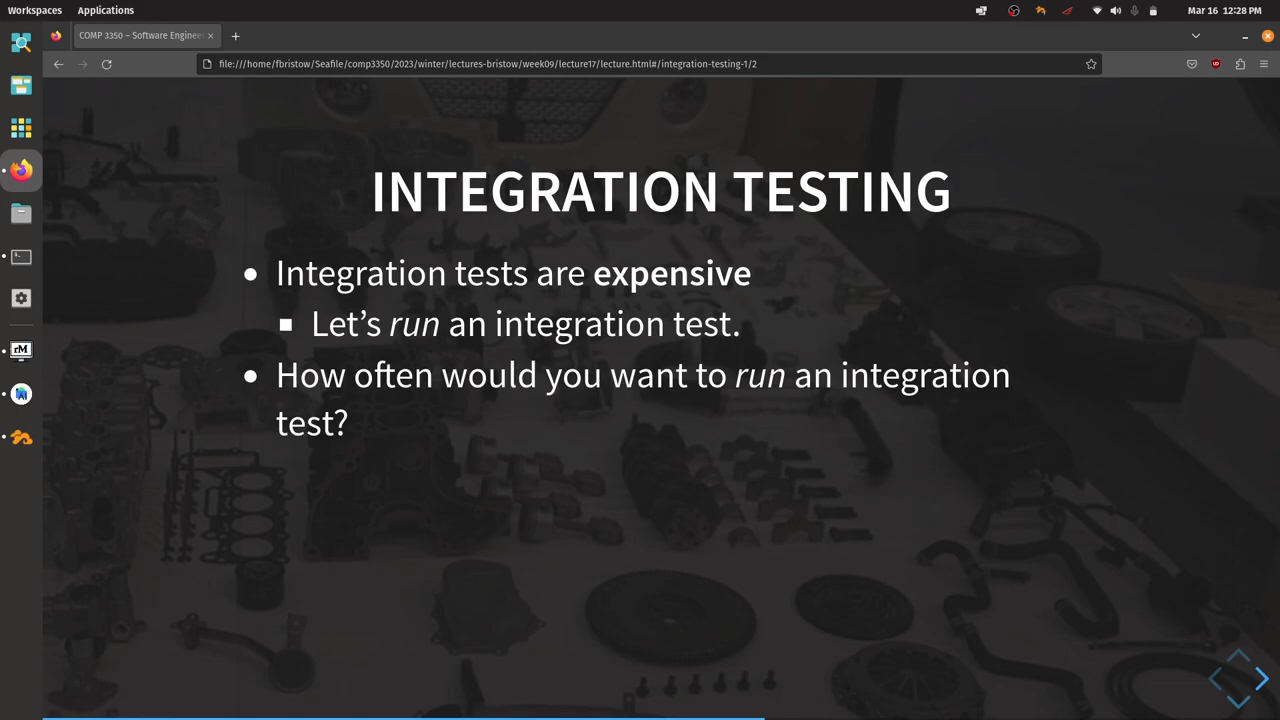 Workspaces Applications Mar 16 12:28 PM
COMP 3350 – Software Enginee
file:///home/fbristow/Seafile/comp3350/2023/winter/lectures-bristow/week09/lecture17/lecture.html#/integration-testing-1/2
INTEGRATION TESTING
Integration tests are expensive
Let’s run an integration test.
How often would you want to run an integration
test?
rM